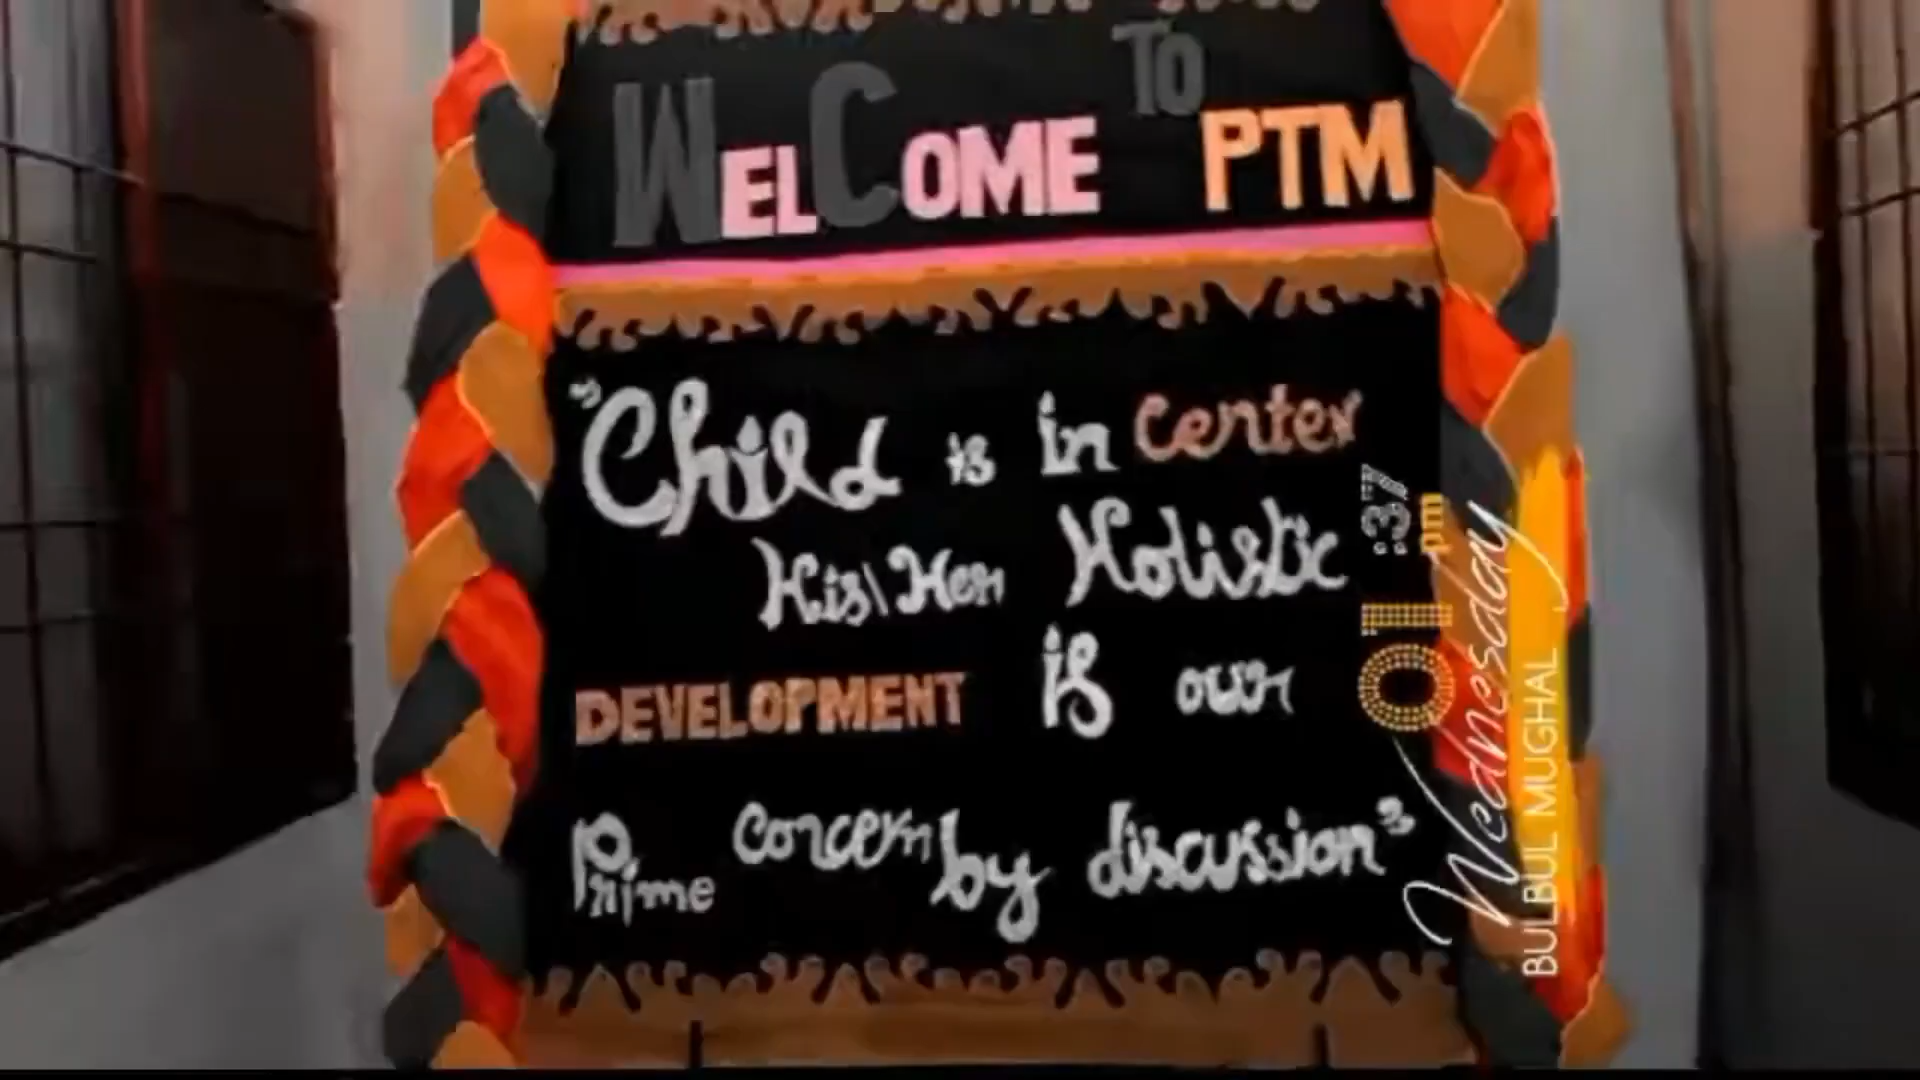 WELCOME TO PTM
"Child is in center
His\Her Holistic
DEVELOPMENT is our
Prime concern by discussion"
01:37 pm
Wednesday
BULBUL MUGHAL